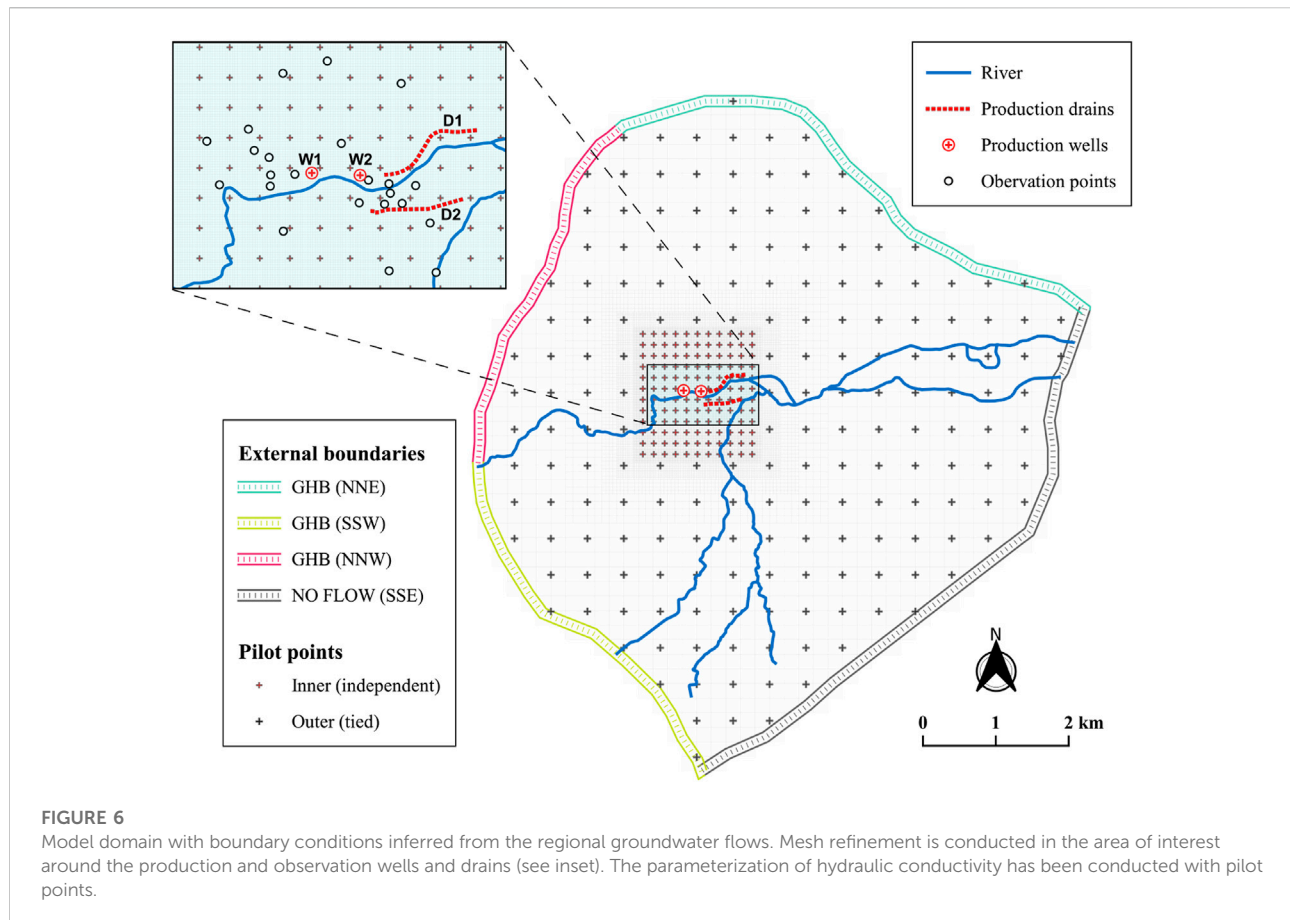 W1
W2
D1
D2
River
Production drains
Production wells
Obervation points
External boundaries
GHB (NNE)
GHB (SSW)
GHB (NNW)
NO FLOW (SSE)
Pilot points
Inner (independent)
Outer (tied)
N
0 1 2 km
FIGURE 6
Model domain with boundary conditions inferred from the regional groundwater flows. Mesh refinement is conducted in the area of interest
around the production and observation wells and drains (see inset). The parameterization of hydraulic conductivity has been conducted with pilot
points.